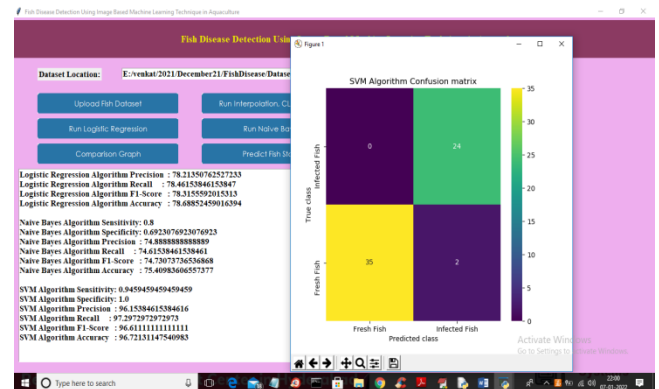 Fish Disease Detection Using Image Based Machine Learning Technique in Aquaculture
Fish Disease Detection Usin
Figure 1
Dataset Location:
E:/venkat/2021/December21/FishDisease/Datase
Upload Fish Dataset
Run Interpolation, CL
Run Logistic Regression
Run Naive Ba
Comparison Graph
Predict Fish Sta
Logistic Regression Algorithm Precision : 78.21350762527233
Logistic Regression Algorithm Recall : 78.46153846153847
Logistic Regression Algorithm F1-Score : 78.3155592015313
Logistic Regression Algorithm Accuracy : 78.68852459016394
Naive Bayes Algorithm Sensitivity: 0.8
Naive Bayes Algorithm Specificity: 0.6923076923076923
Naive Bayes Algorithm Precision : 74.8888888888889
Naive Bayes Algorithm Recall : 74.61538461538461
Naive Bayes Algorithm F1-Score : 74.73073736536868
Naive Bayes Algorithm Accuracy : 75.40983606557377
SVM Algorithm Sensitivity: 0.9459459459459459
SVM Algorithm Specificity: 1.0
SVM Algorithm Precision : 96.15384615384616
SVM Algorithm Recall : 97.2972972972973
SVM Algorithm F1-Score : 96.61111111111111
SVM Algorithm Accuracy : 96.72131147540983
SVM Algorithm Confusion matrix
True class
Infected Fish
Fresh Fish
0
24
35
2
Fresh Fish
Infected Fish
Predicted class
35
30
25
20
15
10
5
0
Activate Windows
Go to Settings to activate Windows.
Type here to search
22:00
07-01-2022